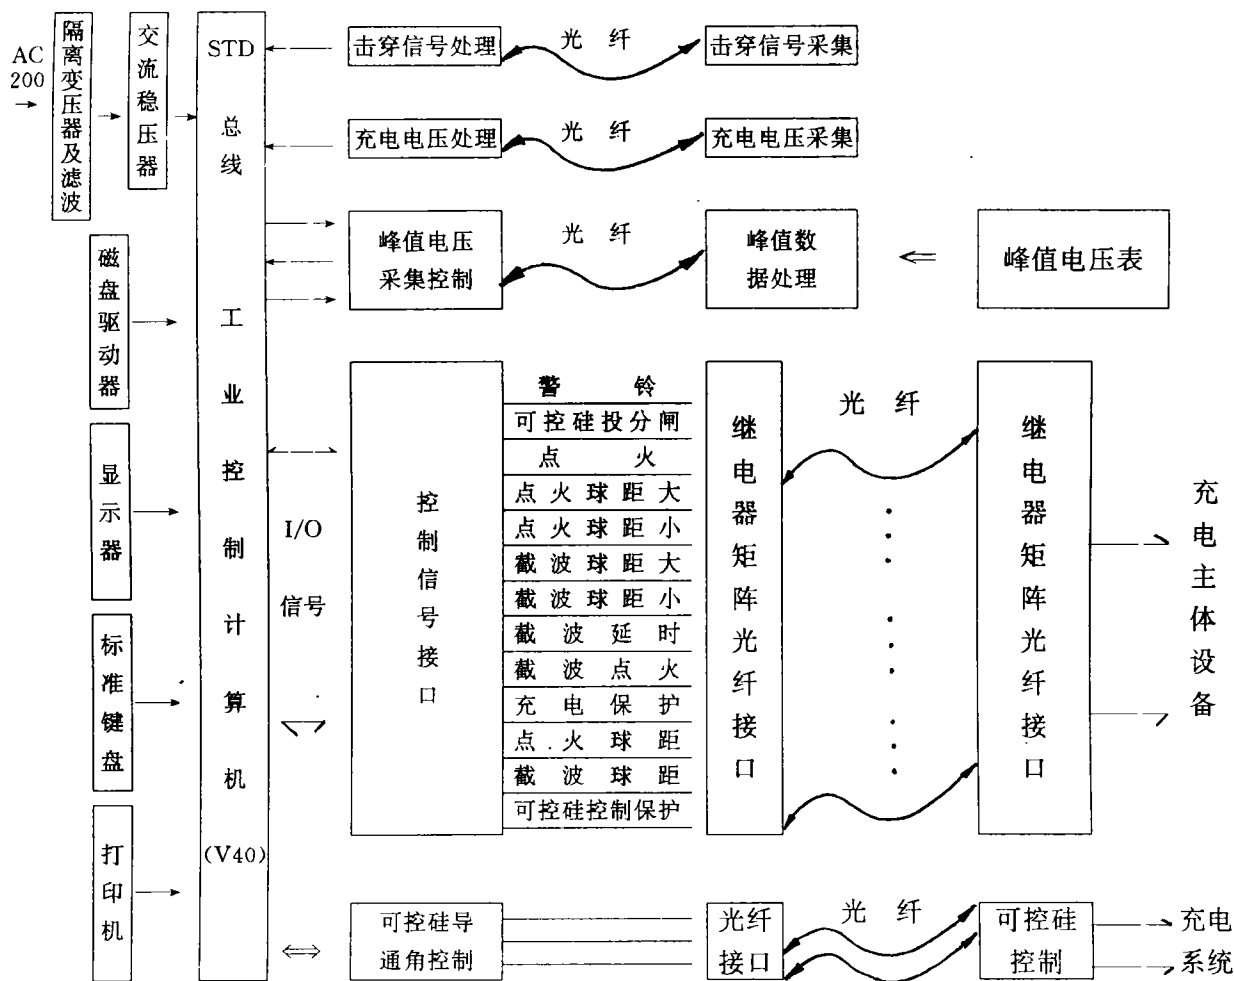 AC
200
隔离变压器及滤波
交流稳压器
STD
总线
工业控制计算机
(V40)
击穿信号处理
光纤
击穿信号采集
充电电压处理
光纤
充电电压采集
峰值电压
采集控制
光纤
峰值数
据处理
峰值电压表
磁盘驱动器
显示器
标准键盘
打印机
I/O
信号
控制信号接口
警铃
可控硅投分闸
点火
点火球距大
点火球距小
截波球距大
截波球距小
截波延时
截波点火
充电保护
点火球距
截波球距
可控硅控制保护
继电器矩阵光纤接口
光纤
继电器矩阵光纤接口
充电主体设备
可控硅导
通角控制
光纤
接口
光纤
可控硅
控制
充电
系统